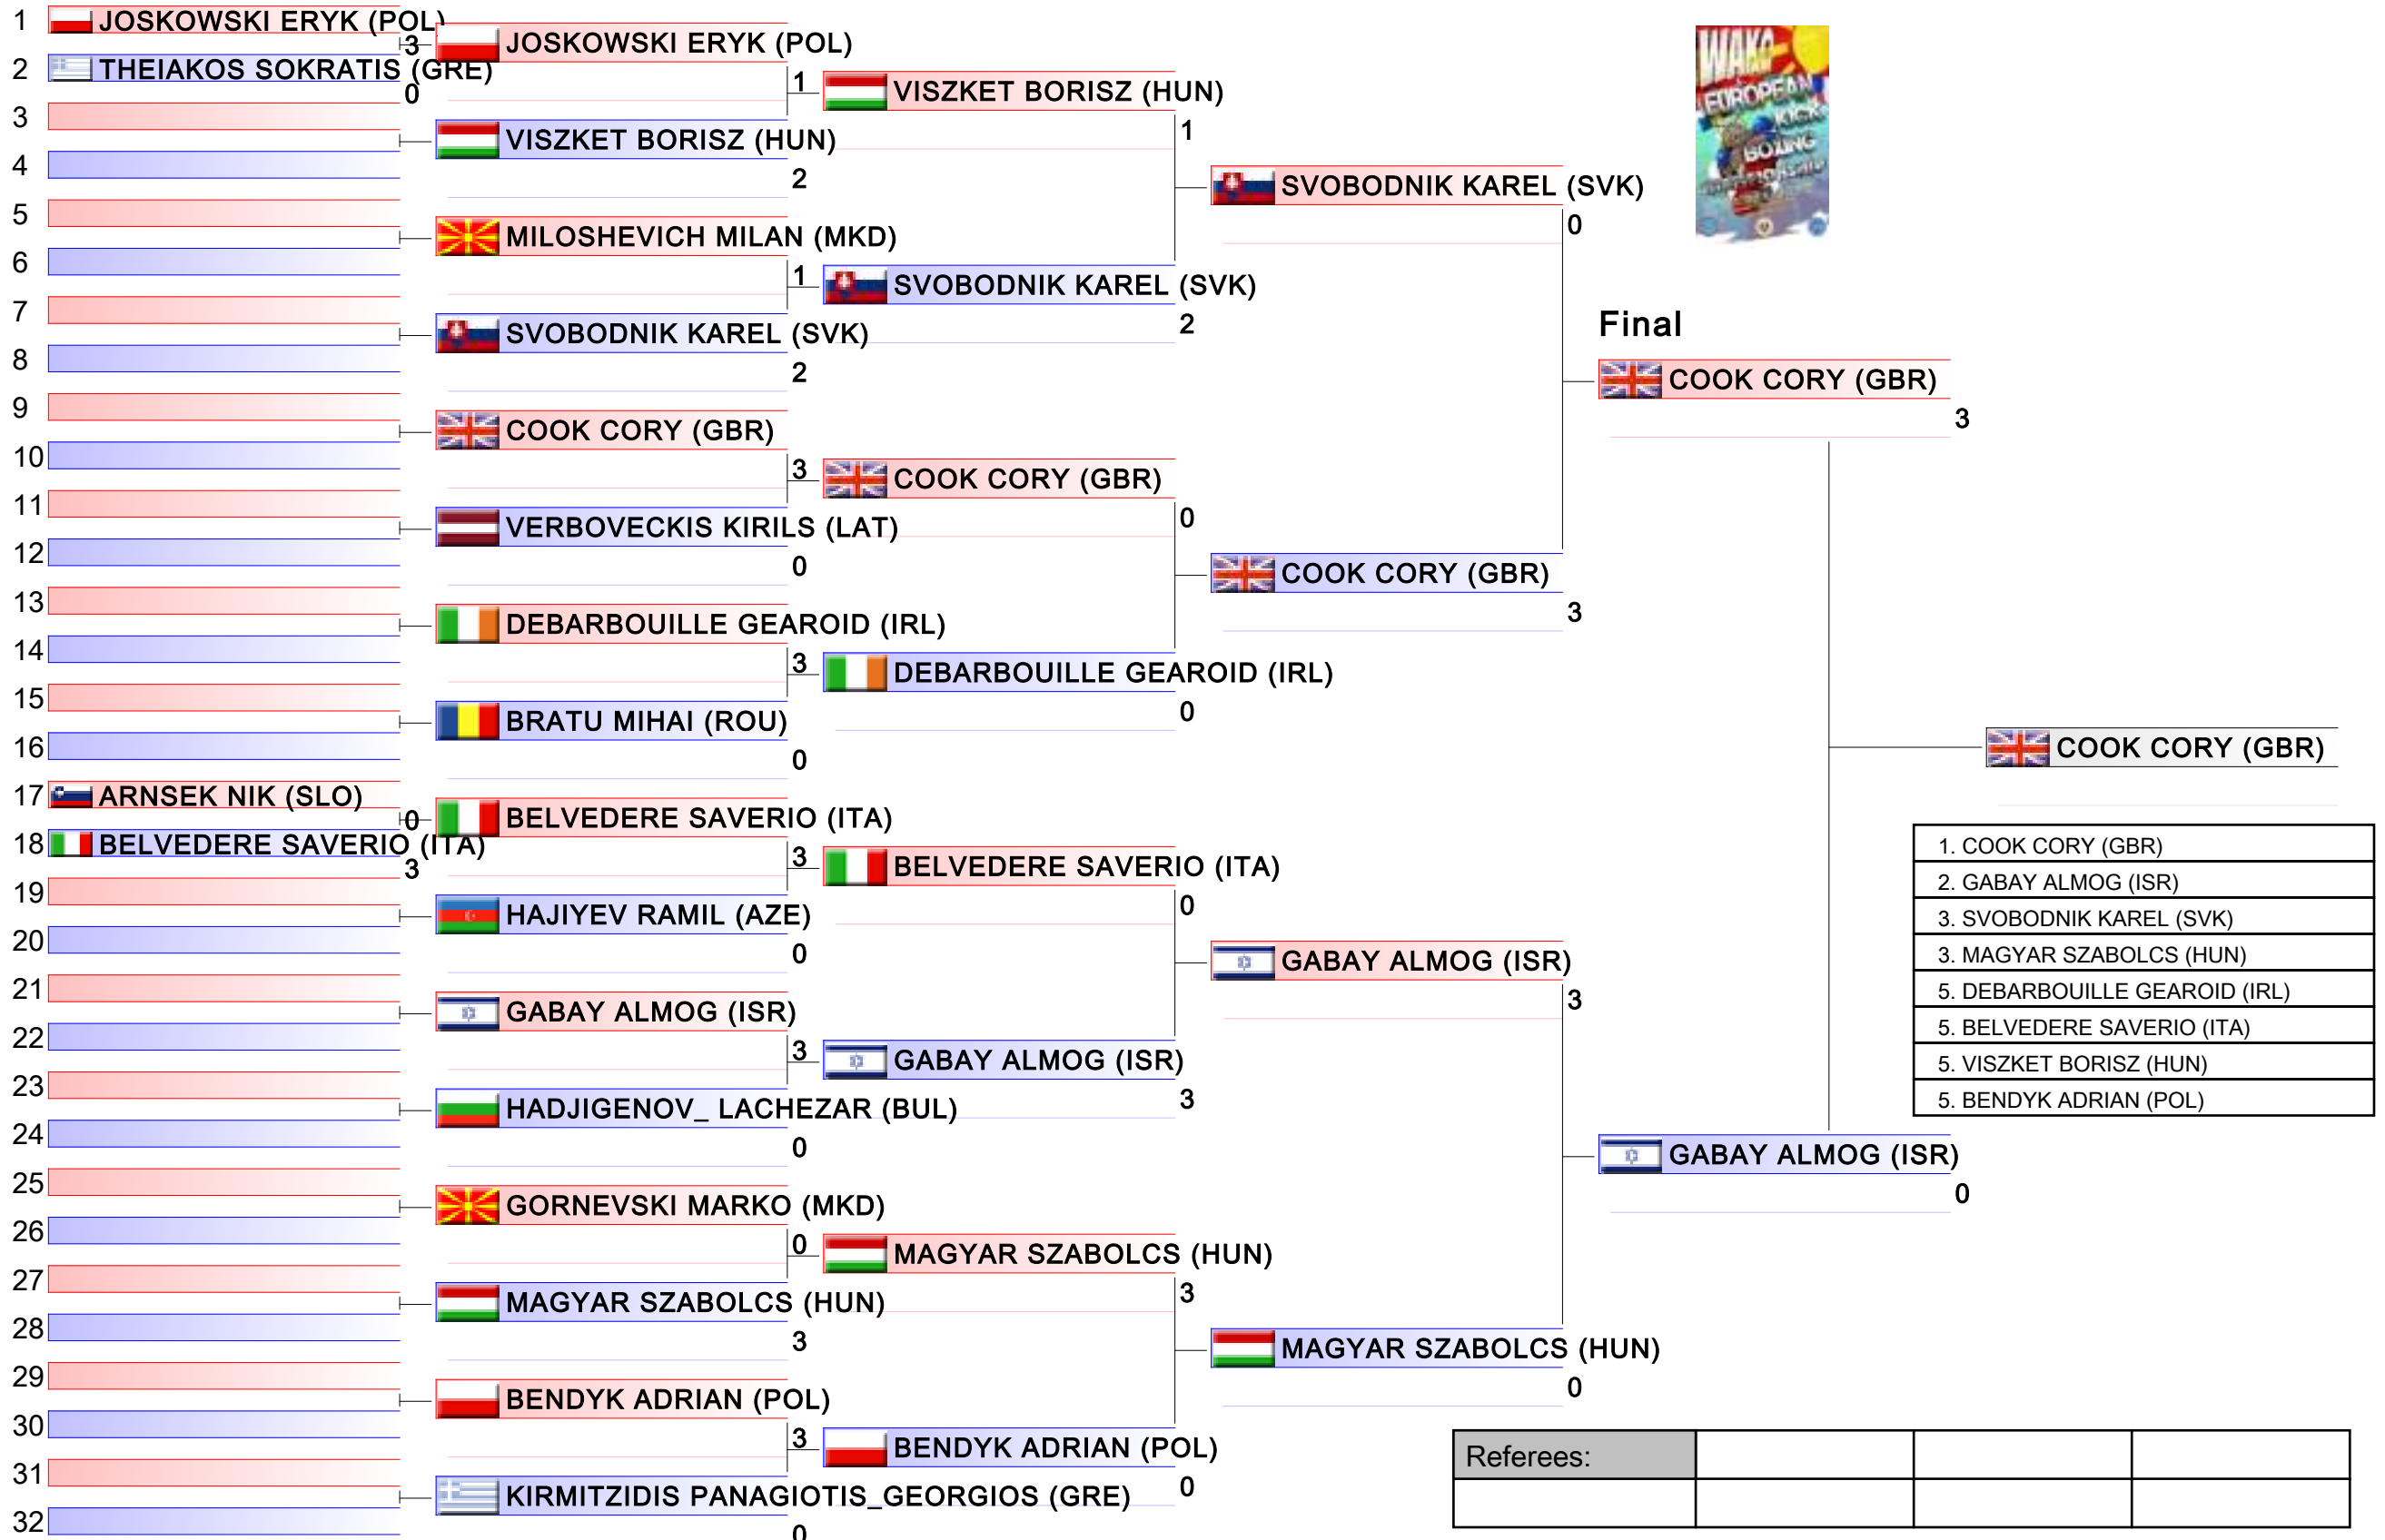 1 JOSKOWSKI ERYK (POL)
3
2 THEIAKOS SOKRATIS (GRE)
0
3
4
5
6
7
8
9
10
11
12
13
14
15
16
17 ARNSEK NIK (SLO)
0
18 BELVEDERE SAVERIO (ITA)
3
19
20
21
22
23
24
25
26
27
28
29
30
31
32
JOSKOWSKI ERYK (POL)
1
VISZKET BORISZ (HUN)
2
MILOSHEVICH MILAN (MKD)
1
SVOBODNIK KAREL (SVK)
2
COOK CORY (GBR)
3
VERBOVECKIS KIRILS (LAT)
0
DEBARBOUILLE GEAROID (IRL)
3
BRATU MIHAI (ROU)
0
BELVEDERE SAVERIO (ITA)
3
HAJIYEV RAMIL (AZE)
0
GABAY ALMOG (ISR)
3
HADJIGENOV_ LACHEZAR (BUL)
0
GORNEVSKI MARKO (MKD)
0
MAGYAR SZABOLCS (HUN)
3
BENDYK ADRIAN (POL)
3
KIRMITZIDIS PANAGIOTIS_GEORGIOS (GRE)
0
VISZKET BORISZ (HUN)
1
SVOBODNIK KAREL (SVK)
2
COOK CORY (GBR)
0
DEBARBOUILLE GEAROID (IRL)
0
BELVEDERE SAVERIO (ITA)
0
GABAY ALMOG (ISR)
3
MAGYAR SZABOLCS (HUN)
3
BENDYK ADRIAN (POL)
0
SVOBODNIK KAREL (SVK)
0
COOK CORY (GBR)
3
GABAY ALMOG (ISR)
3
MAGYAR SZABOLCS (HUN)
0
WAKO
EUROPEAN
KICK
BOXING
Final
COOK CORY (GBR)
3
GABAY ALMOG (ISR)
0
COOK CORY (GBR)
1. COOK CORY (GBR)
2. GABAY ALMOG (ISR)
3. SVOBODNIK KAREL (SVK)
3. MAGYAR SZABOLCS (HUN)
5. DEBARBOUILLE GEAROID (IRL)
5. BELVEDERE SAVERIO (ITA)
5. VISZKET BORISZ (HUN)
5. BENDYK ADRIAN (POL)
Referees: